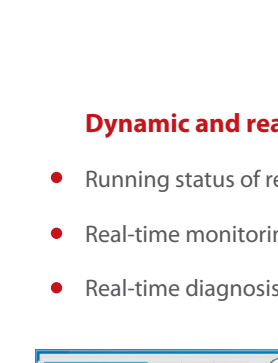 Dynamic and rea
Running status of re
Real-time monitorin
Real-time diagnosis